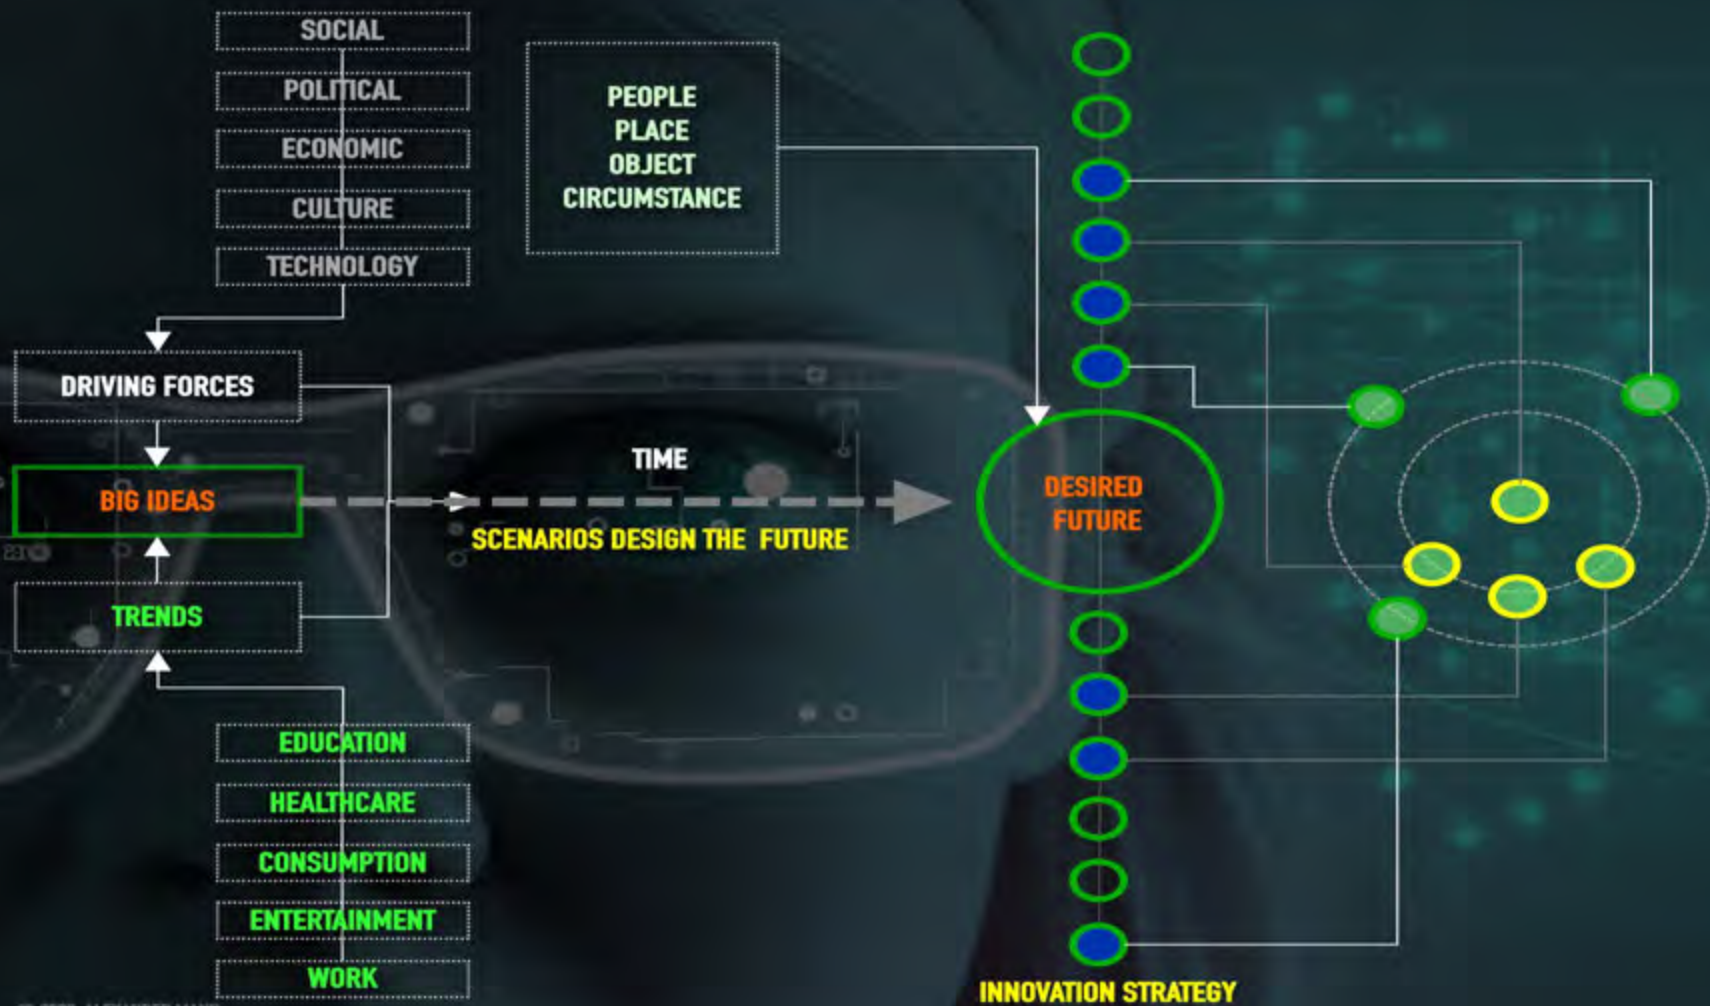 SOCIAL
POLITICAL
ECONOMIC
CULTURE
TECHNOLOGY
PEOPLE
PLACE
OBJECT
CIRCUMSTANCE
DRIVING FORCES
BIG IDEAS
TRENDS
TIME
SCENARIOS DESIGN THE FUTURE
DESIRED
FUTURE
EDUCATION
HEALTHCARE
CONSUMPTION
ENTERTAINMENT
WORK
INNOVATION STRATEGY